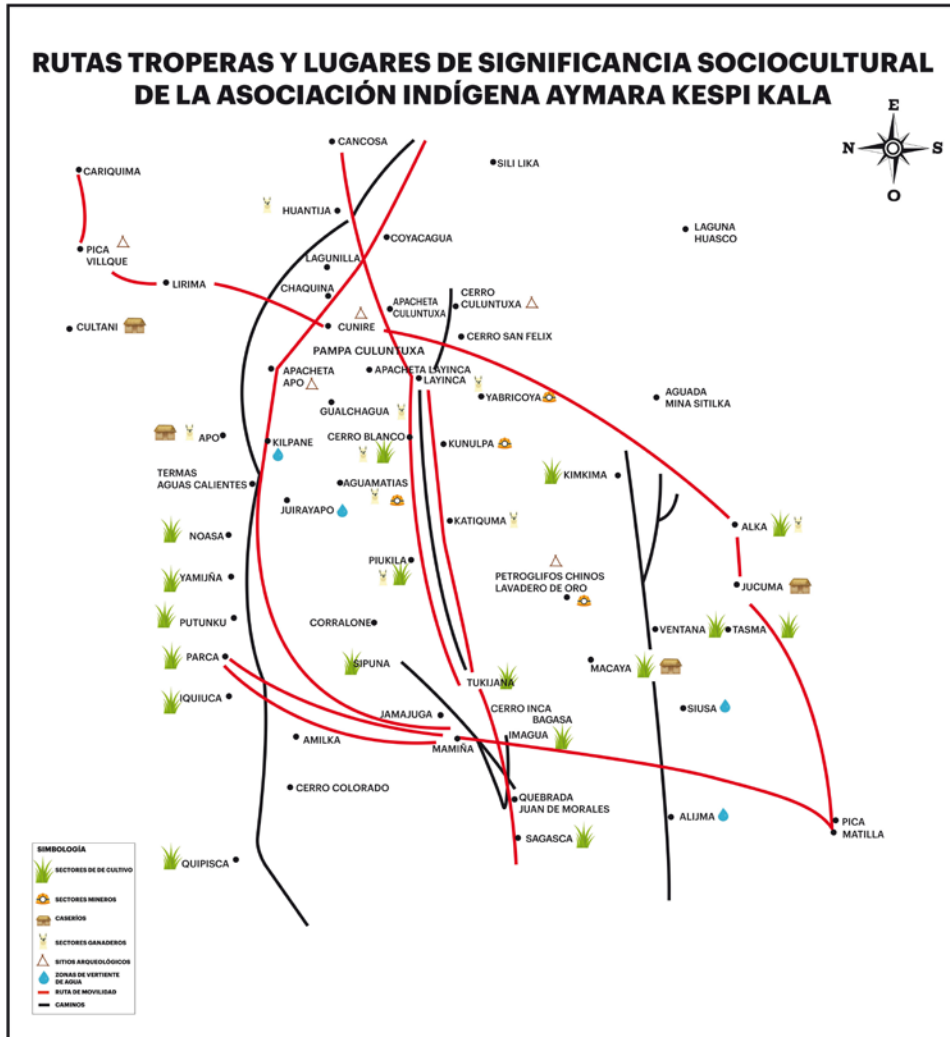 RUTAS TROPERAS Y LUGARES DE SIGNIFICANCIA SOCIOCULTURAL
DE LA ASOCIACIÓN INDÍGENA AYMARA KESPI KALA
E
N
S
O
CANCOSA
SILI LIKA
CARIQUIMA
HUANTIJA
LAGUNA
HUASCO
COYACAGUA
PICA
VILLQUE
LAGUNILLA
LIRIMA
CHAQUINA
CERRO
CULUNTUXA
APACHETA
CULUNTUXA
CULTANI
CUNIRE
CERRO SAN FELIX
PAMPA CULUNTUXA
APACHETA
APO
APACHETA LAYINCA
LAYINCA
YABRICOYA
AGUADA
MINA SITILKA
GUALCHAGUA
APO
KILPANE
CERRO BLANCO
KUNULPA
TERMAS
AGUAS CALIENTES
AGUAMATIAS
KIMKIMA
JUIRAYAPO
KATIQUMA
ALKA
NOASA
PIUKILA
PETROGLIFOS CHINOS
LAVADERO DE ORO
YAMUÑA
JUCUMA
PUTUNKU
CORRALONE
VENTANA
TASMA
PARCA
SIPUNA
MACAYA
TUKIJANA
IQUIUCA
CERRO INCA
SIUSA
JAMAJUGA
BAGASA
IMAGUA
AMILKA
MAMIÑA
CERRO COLORADO
QUEBRADA
JUAN DE MORALES
ALIJMA
PICA
MATILLA
SAGASCA
QUIPISCA
SIMBOLOGÍA
SECTORES DE DE CULTIVO
SECTORES MINEROS
CASERÍOS
SECTORES GANADEROS
SITIOS ARQUEOLÓGICOS
ZONAS DE VERTIENTE
DE AGUA
RUTA DE MOVILIDAD
CAMINOS